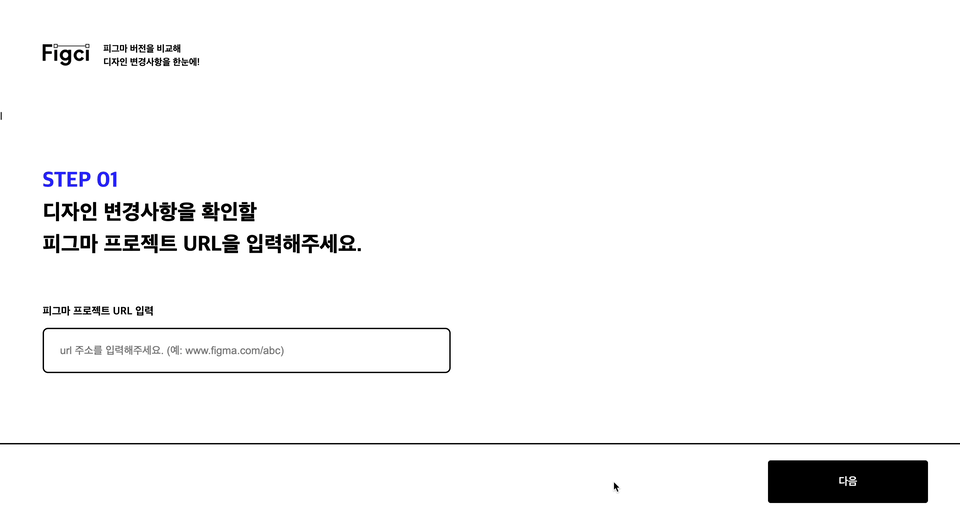 Figci
피그마 버전을 비교해
디자인 변경사항을 한눈에!
STEP 01
디자인 변경사항을 확인할
피그마 프로젝트 URL을 입력해주세요.
피그마 프로젝트 URL 입력
url 주소를 입력해주세요. (예: www.figma.com/abc)
다음